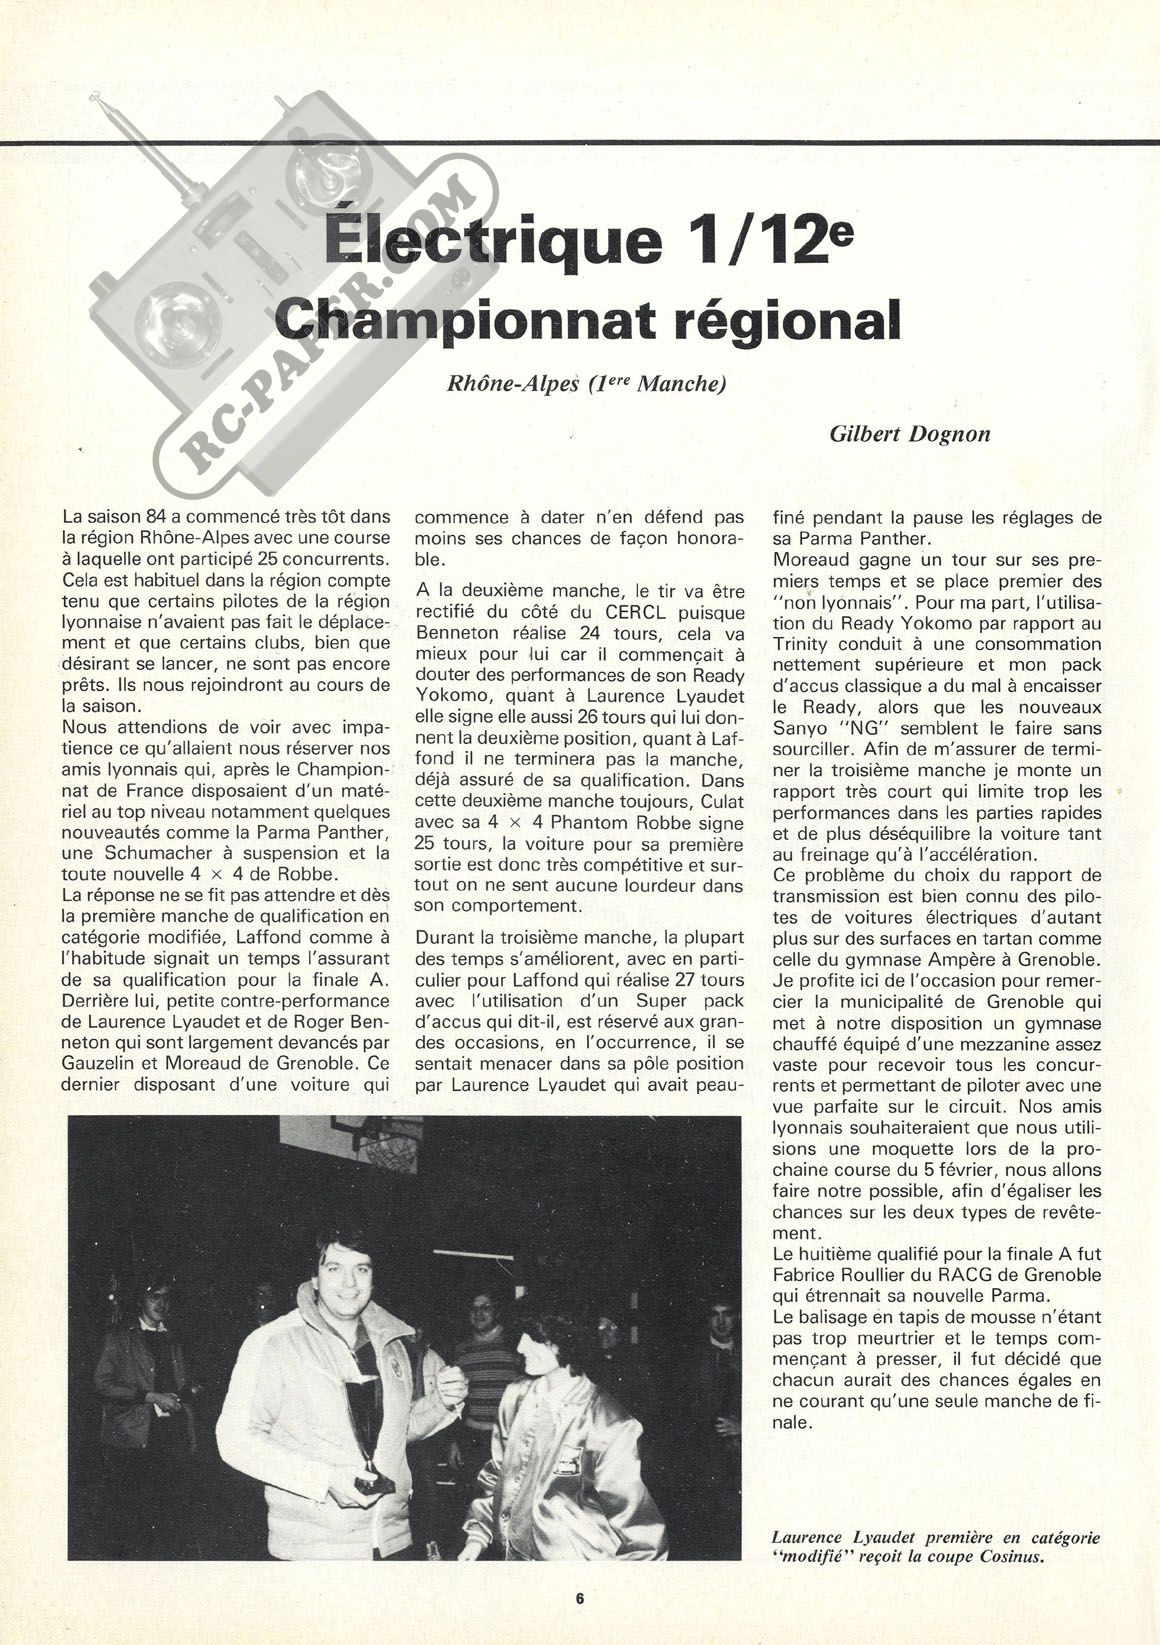 RC-PAPER.COM
Électrique 1/12e
Championnat régional
Rhône-Alpes (1ere Manche)
Gilbert Dognon
La saison 84 a commencé très tôt dans
la région Rhône-Alpes avec une course
à laquelle ont participé 25 concurrents.
Cela est habituel dans la région compte
tenu que certains pilotes de la région
lyonnaise n'avaient pas fait le déplace-
ment et que certains clubs, bien que
désirant se lancer, ne sont pas encore
prêts. Ils nous rejoindront au cours de
la saison.
Nous attendions de voir avec impa-
tience ce qu'allaient nous réserver nos
amis lyonnais qui, après le Champion-
nat de France disposaient d'un maté-
riel au top niveau notamment quelques
nouveautés comme la Parma Panther,
une Schumacher à suspension et la
toute nouvelle 4 × 4 de Robbe.
La réponse ne se fit pas attendre et dès
la première manche de qualification en
catégorie modifiée, Laffond comme à
l'habitude signait un temps l'assurant
de sa qualification pour la finale A.
Derrière lui, petite contre-performance
de Laurence Lyaudet et de Roger Ben-
neton qui sont largement devancés par
Gauzelin et Moreaud de Grenoble. Ce
dernier disposant d'une voiture qui
commence à dater n'en défend pas
moins ses chances de façon honora-
ble.
A la deuxième manche, le tir va être
rectifié du côté du CERCL puisque
Benneton réalise 24 tours, cela va
mieux pour lui car il commençait à
douter des performances de son Ready
Yokomo, quant à Laurence Lyaudet
elle signe elle aussi 26 tours qui lui don-
nent la deuxième position, quant à Laf-
fond il ne terminera pas la manche,
déjà assuré de sa qualification. Dans
cette deuxième manche toujours, Culat
avec sa 4 × 4 Phantom Robbe signe
25 tours, la voiture pour sa première
sortie est donc très compétitive et sur-
tout on ne sent aucune lourdeur dans
son comportement.
Durant la troisième manche, la plupart
des temps s'améliorent, avec en parti-
culier pour Laffond qui réalise 27 tours
avec l'utilisation d'un Super pack
d'accus qui dit-il, est réservé aux gran-
des occasions, en l'occurrence, il se
sentait menacer dans sa pôle position
par Laurence Lyaudet qui avait peau-
finé pendant la pause les réglages de
sa Parma Panther.
Moreaud gagne un tour sur ses pre-
miers temps et se place premier des
"non lyonnais". Pour ma part, l'utilisa-
tion du Ready Yokomo par rapport au
Trinity conduit à une consommation
nettement supérieure et mon pack
d'accus classique a du mal à encaisser
le Ready, alors que les nouveaux
Sanyo "NG" semblent le faire sans
sourciller. Afin de m'assurer de termi-
ner la troisième manche je monte un
rapport très court qui limite trop les
performances dans les parties rapides
et de plus déséquilibre la voiture tant
au freinage qu'à l'accélération.
Ce problème du choix du rapport de
transmission est bien connu des pilo-
tes de voitures électriques d'autant
plus sur des surfaces en tartan comme
celle du gymnase Ampère à Grenoble.
Je profite ici de l'occasion pour remer-
cier la municipalité de Grenoble qui
met à notre disposition un gymnase
chauffé équipé d'une mezzanine assez
vaste pour recevoir tous les concur-
rents et permettant de piloter avec une
vue parfaite sur le circuit. Nos amis
lyonnais souhaiteraient que nous utili-
sions une moquette lors de la pro-
chaine course du 5 février, nous allons
faire notre possible, afin d'égaliser les
chances sur les deux types de revête-
ment.
Le huitième qualifié pour la finale A fut
Fabrice Roullier du RACG de Grenoble
qui étrennait sa nouvelle Parma.
Le balisage en tapis de mousse n'étant
pas trop meurtrier et le temps com-
mençant à presser, il fut décidé que
chacun aurait des chances égales en
ne courant qu'une seule manche de fi-
nale.
Laurence Lyaudet première en catégorie
"modifié" reçoit la coupe Cosinus.
6